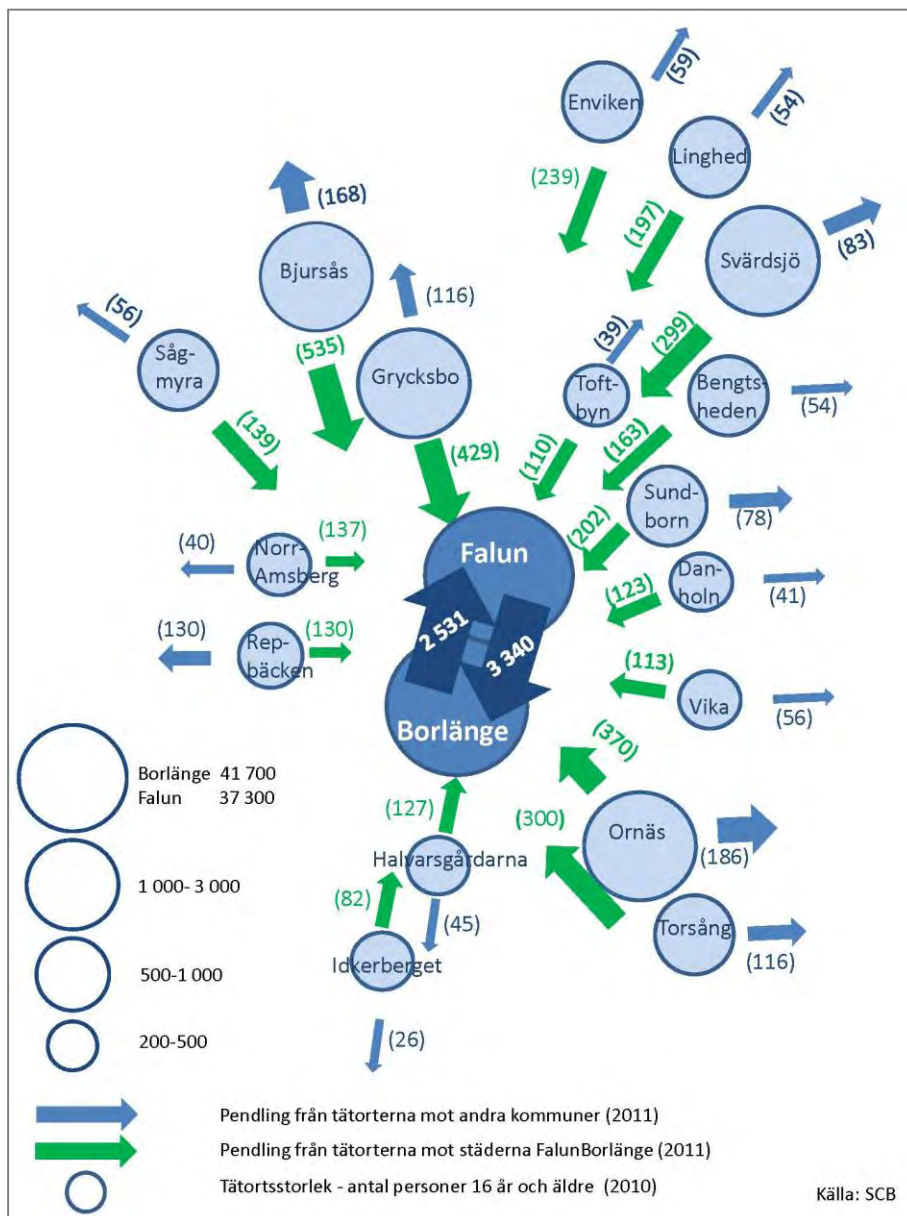 (59)
Enviken
(54)
Linghed
(239)
(168)
(197)
Svärdsjö
(83)
Bjursås
(116)
(56)
(39)
(299)
Såg-
myra
(535)
Grycksbo
Toft-
byn
Bengts-
heden
(54)
(139)
(429)
(110)
(163)
Sund-
born
(78)
(202)
(40)
Norr-
Amsberg
(137)
Falun
Dan-
holn
(41)
(123)
(130)
Rep-
bäcken
(130)
2 531
3 340
(113)
Vika
(56)
Borlänge
(370)
Borlänge 41 700
Falun 37 300
(127)
(300)
Ornäs
(186)
Halvarsgårdarna
1 000- 3 000
(82)
(45)
Torsång
(116)
Idkerberget
500-1 000
200-500
(26)
Pendling från tätorterna mot andra kommuner (2011)
Pendling från tätorterna mot städerna FalunBorlänge (2011)
Tätortsstorlek - antal personer 16 år och äldre (2010)
Källa: SCB